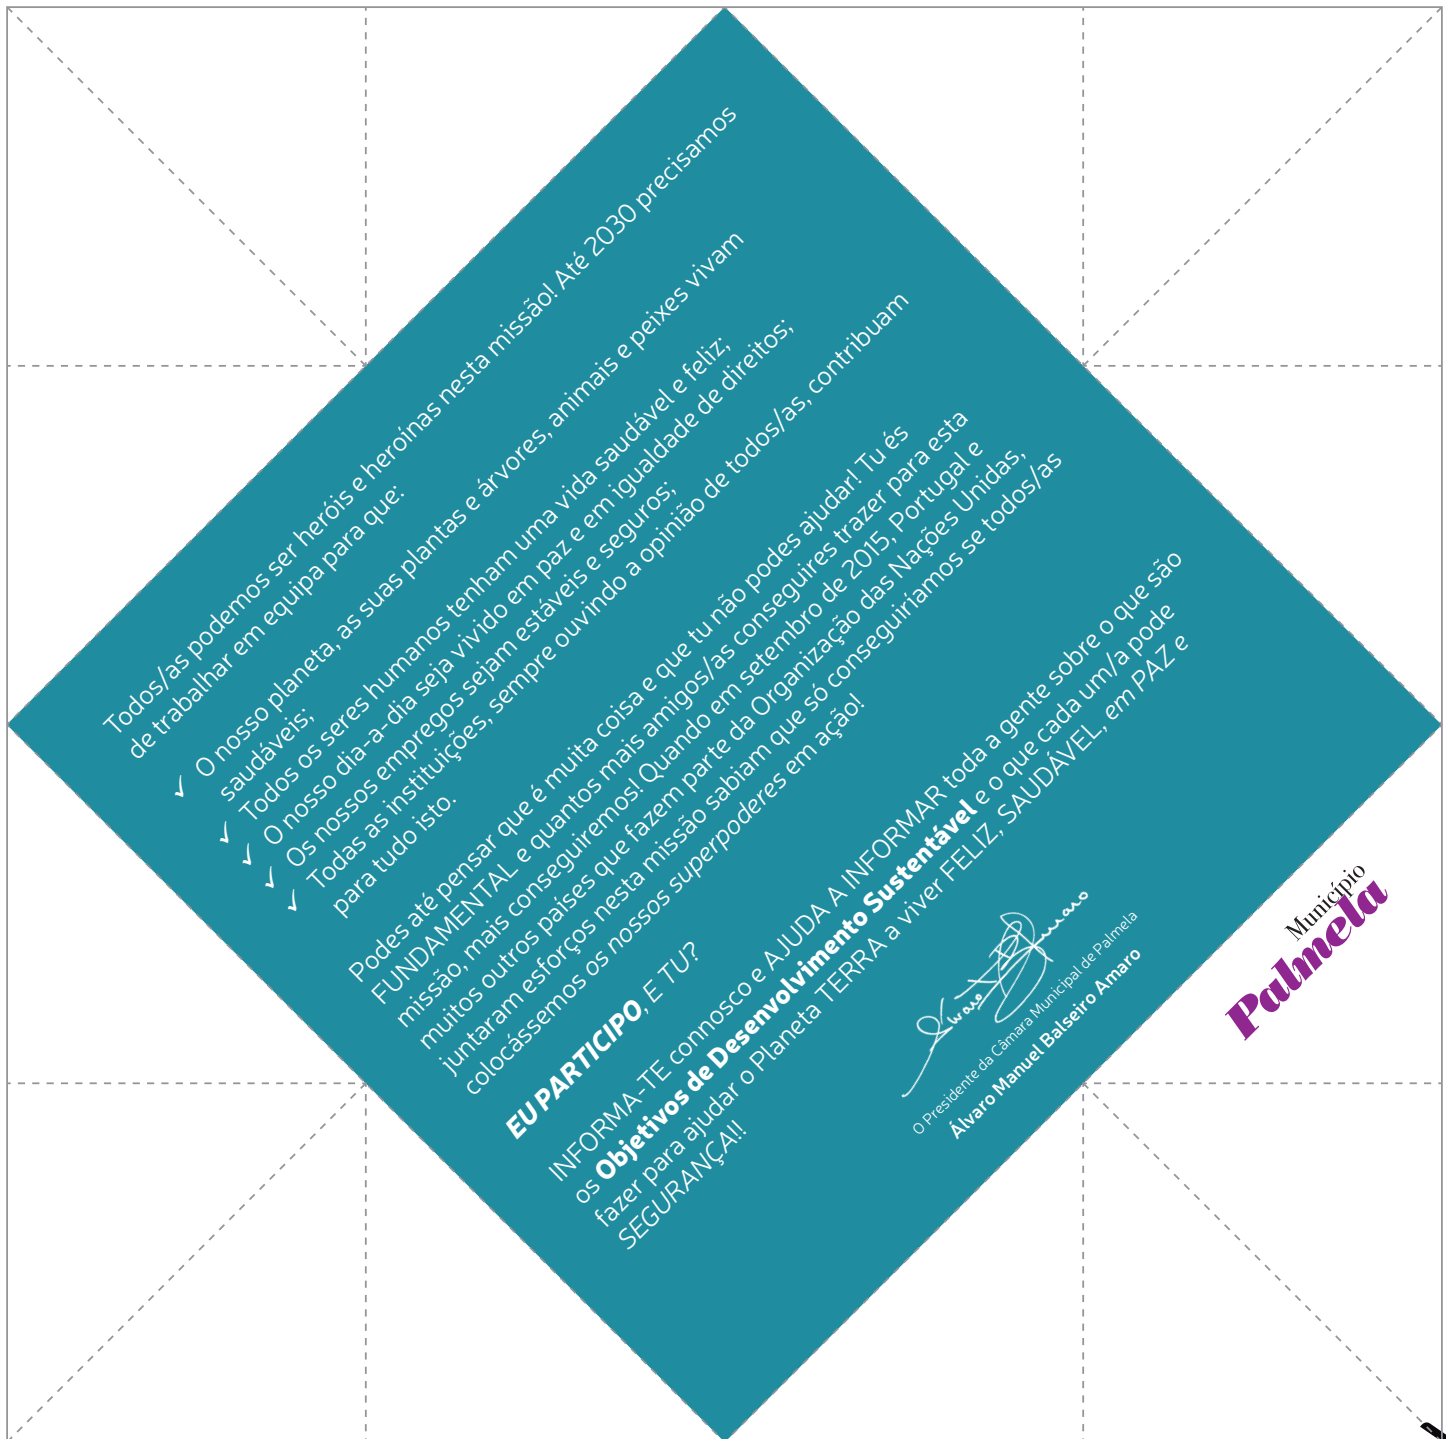 Todos/as podemos ser heróis e heroínas nesta missão! Até 2030 precisamos
de trabalhar em equipa para que:
✓ O nosso planeta, as suas plantas e árvores, animais e peixes vivam
saudáveis;
✓ Todos os seres humanos tenham uma vida saudável e feliz;
✓ O nosso dia-a-dia seja vivido em paz e em igualdade de direitos;
✓ Os nossos empregos sejam estáveis e seguros;
✓ Todas as instituições, sempre ouvindo a opinião de todos/as, contribuam
para tudo isto.
Podes até pensar que é muita coisa e que tu não podes ajudar! Tu és
FUNDAMENTAL e quantos mais amigos/as conseguires trazer para esta
missão, mais conseguiremos! Quando em setembro de 2015, Portugal e
muitos outros países que fazem parte da Organização das Nações Unidas,
juntaram esforços nesta missão sabiam que só conseguiríamos se todos/as
colocássemos os nossos superpoderes em ação!
EU PARTICIPO, E TU?
INFORMA-TE connosco e AJUDA A INFORMAR toda a gente sobre o que são
os Objetivos de Desenvolvimento Sustentável e o que cada um/a pode
fazer para ajudar o Planeta TERRA a viver FELIZ, SAUDÁVEL, em PAZ e
SEGURANÇA!!
O Presidente da Câmara Municipal de Palmela
Álvaro Manuel Balseiro Amaro
Município
Palmela